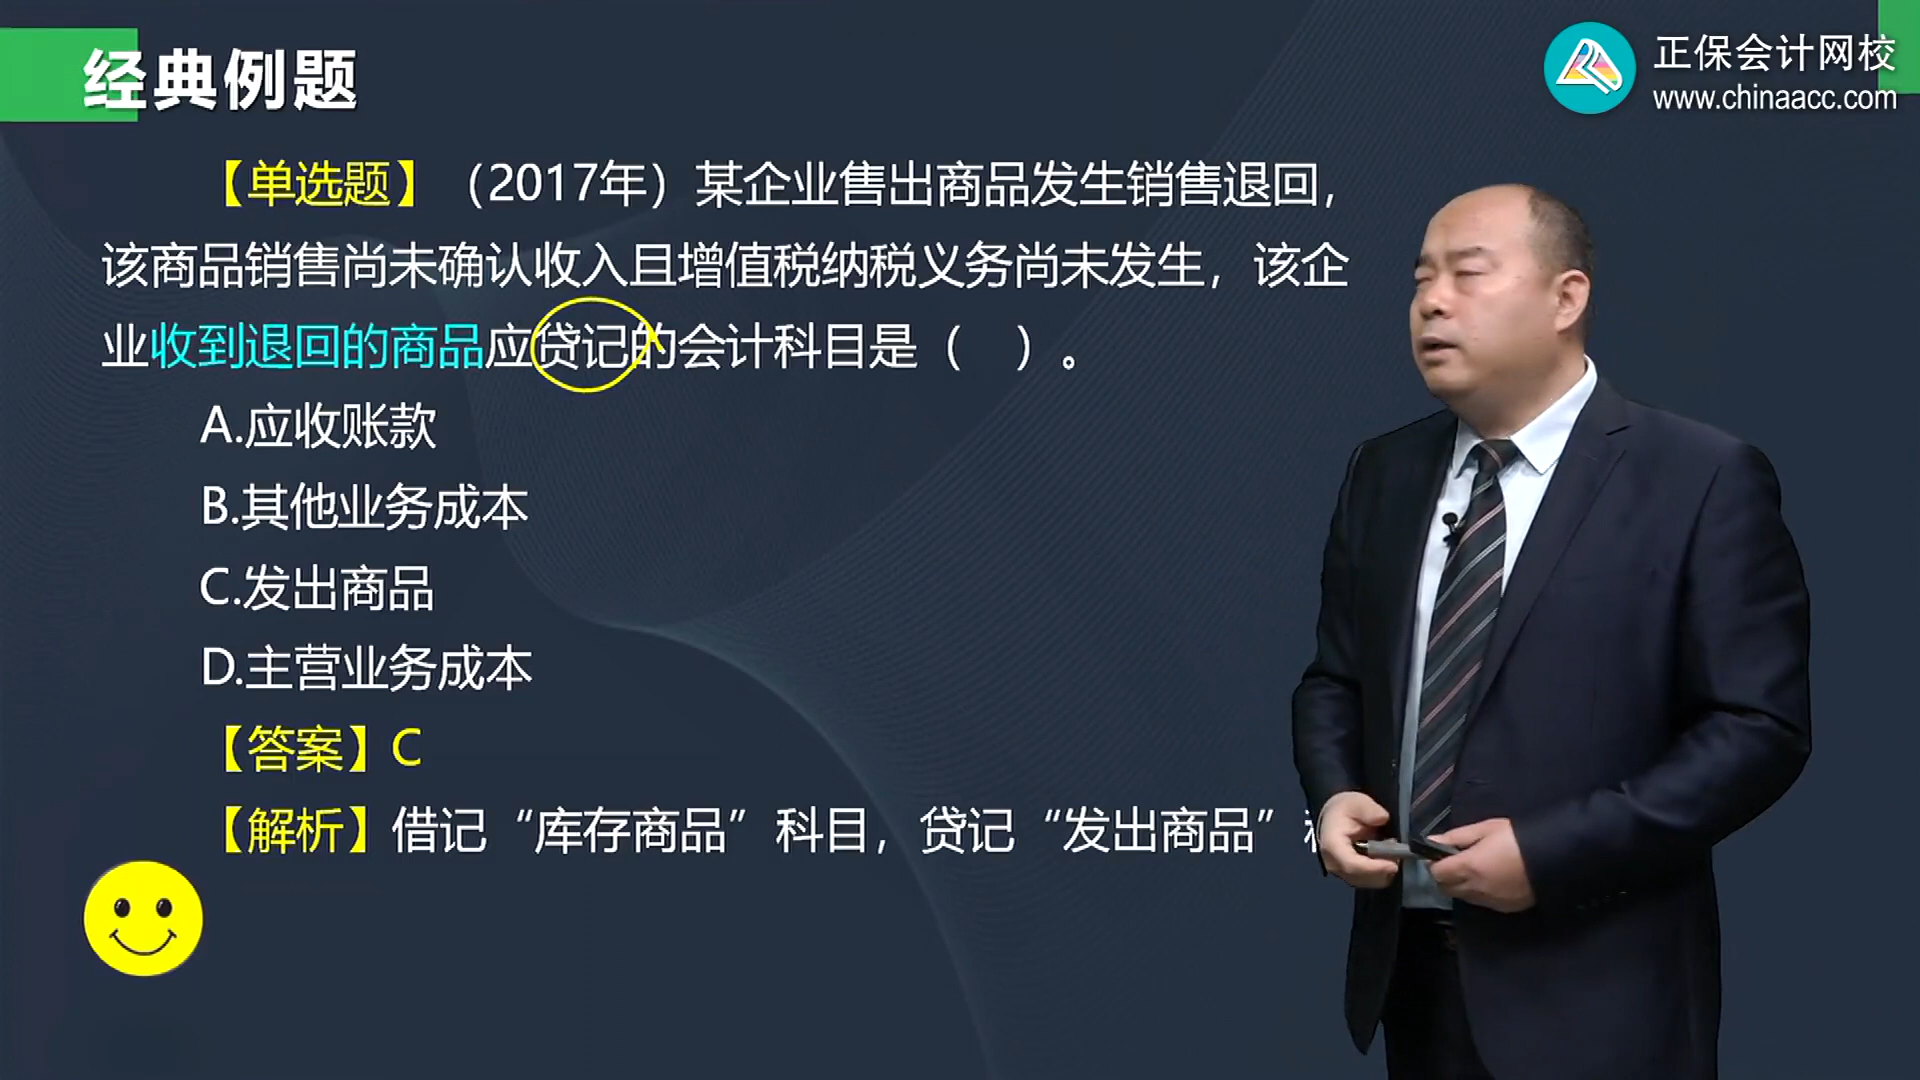 经典例题
正保会计网校
www.chinaacc.com
【单选题】（2017年）某企业售出商品发生销售退回，
该商品销售尚未确认收入且增值税纳税义务尚未发生，该企
业收到退回的商品应贷记的会计科目是（　）。
A.应收账款
B.其他业务成本
C.发出商品
D.主营业务成本
【答案】C
【解析】借记“库存商品”科目，贷记“发出商品”